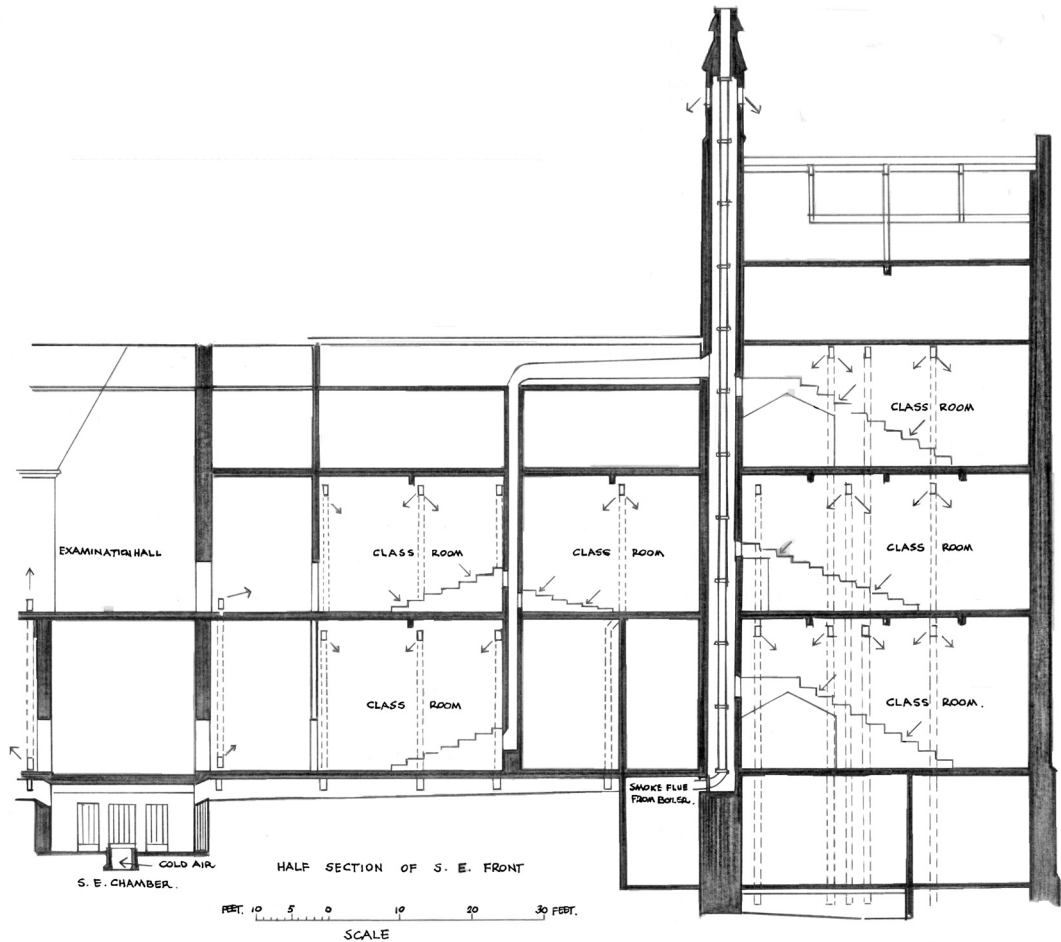 CLASS ROOM
EXAMINATION HALL
CLASS ROOM
CLASS ROOM
CLASS ROOM
CLASS ROOM
CLASS ROOM.
SMOKE FLUE
FROM BOILER.
COLD AIR
S. E. CHAMBER.
HALF SECTION OF S. E. FRONT
FEET. 10 5 0 10 20 30 FEET.
SCALE